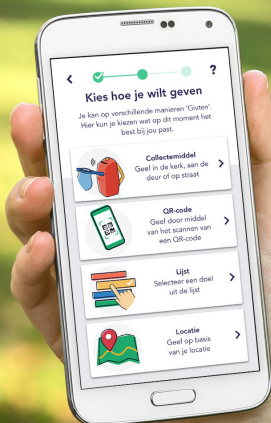 ?
Kies hoe je wilt geven
Je kan op verschillende manieren 'Givten'.
Hier kun je kiezen wat op dit moment het
best bij jou past.
Collectemiddel
Geef in de kerk, aan de
deur of op straat
QR-code
Geef door middel
van het scannen van
een QR-code
Lijst
Selecteer een doel
uit de lijst
Locatie
Geef op basis
van je locatie